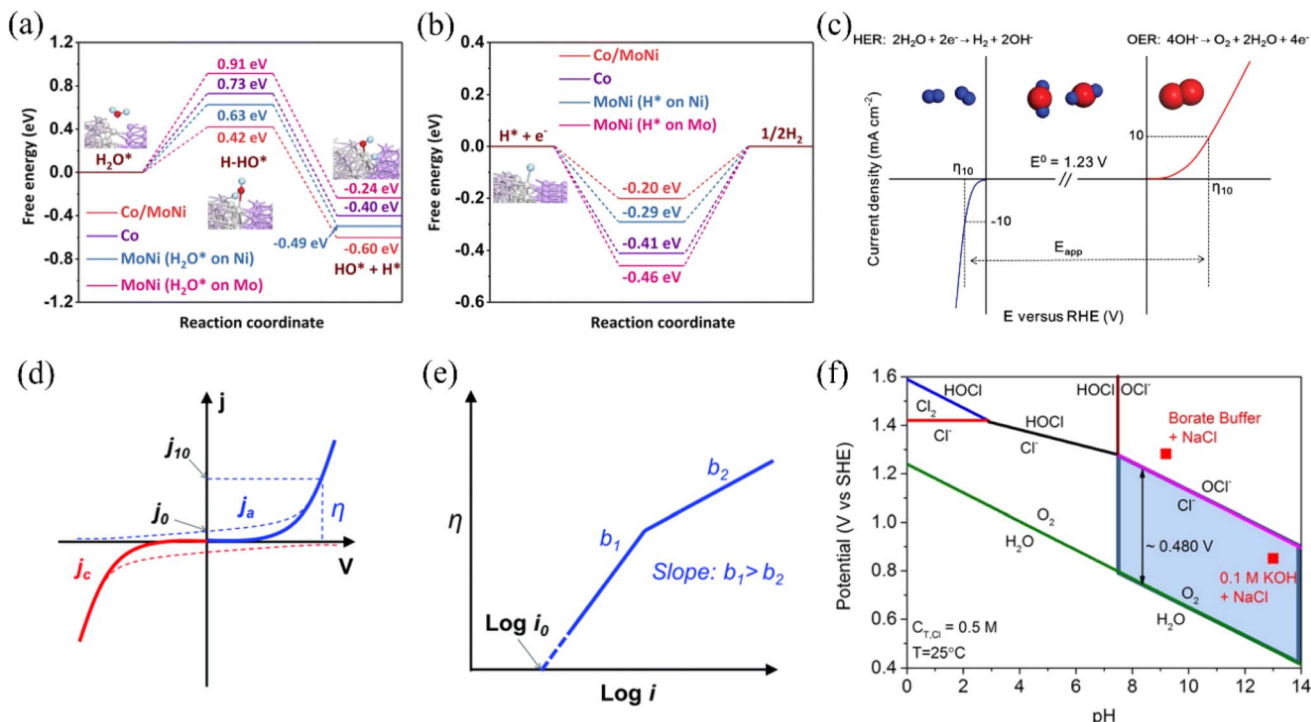 (a)
Free energy (eV)
1.2
0.8
0.4
0.0
-0.4
-0.8
-1.2
0.91 eV
0.73 eV
0.63 eV
0.42 eV
H₂O*
H-HO*
-0.24 eV
-0.40 eV
-0.49 eV
-0.60 eV
HO* + H*
Co/MoNi
Co
MoNi (H₂O* on Ni)
MoNi (H₂O* on Mo)
Reaction coordinate
(b)
Free energy (eV)
0.4
0.2
0.0
-0.2
-0.4
-0.6
Co/MoNi
Co
MoNi (H* on Ni)
MoNi (H* on Mo)
H* + e⁻
1/2H₂
-0.20 eV
-0.29 eV
-0.41 eV
-0.46 eV
Reaction coordinate
(c)
HER: 2H₂O + 2e⁻→ H₂ + 2OH⁻
OER: 4OH⁻→ O₂ + 2H₂O + 4e⁻
Current density (mA cm⁻²)
10
E⁰ = 1.23 V
η₁₀
η₁₀
-10
E_app
E versus RHE (V)
(d)
j
j₁₀
j₀
jₐ
η
V
j_c
(e)
η
b₂
b₁
Slope: b₁> b₂
Log i₀
Log i
(f)
Potential (V vs SHE)
1.6
1.4
1.2
1.0
0.8
0.6
0.4
HOCl
Cl₂
Cl⁻
HOCl
Cl⁻
HOCl
OCl⁻
Borate Buffer
+ NaCl
OCl⁻
Cl⁻
O₂
H₂O
~ 0.480 V
0.1 M KOH
+ NaCl
O₂
H₂O
C_T,Cl = 0.5 M
T=25°C
0 2 4 6 8 10 12 14
pH